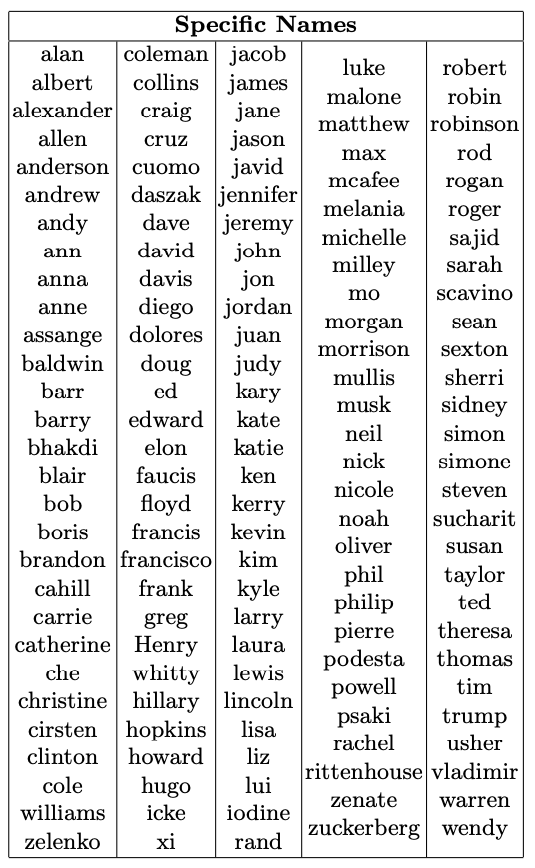 Specific Names
alan
albert
alexander
allen
anderson
andrew
andy
ann
anna
anne
assange
baldwin
barr
barry
bhakdi
blair
bob
boris
brandon
cahill
carrie
catherine
che
christine
cirsten
clinton
cole
williams
zelenko
coleman
collins
craig
cruz
cuomo
daszak
dave
david
davis
diego
dolores
doug
ed
edward
elon
faucis
floyd
francis
francisco
frank
greg
Henry
whitty
hillary
hopkins
howard
hugo
icke
xi
jacob
james
jane
jason
javid
jennifer
jeremy
john
jon
jordan
juan
judy
kary
kate
katie
ken
kerry
kevin
kim
kyle
larry
laura
lewis
lincoln
lisa
liz
lui
iodine
rand
luke
malone
matthew
max
mcafee
melania
michelle
milley
mo
morgan
morrison
mullis
musk
neil
nick
nicole
noah
oliver
phil
philip
pierre
podesta
powell
psaki
rachel
rittenhouse
zenate
zuckerberg
robert
robin
robinson
rod
rogan
roger
sajid
sarah
scavino
sean
sexton
sherri
sidney
simon
simone
steven
sucharit
susan
taylor
ted
theresa
thomas
tim
trump
usher
vladimir
warren
wendy